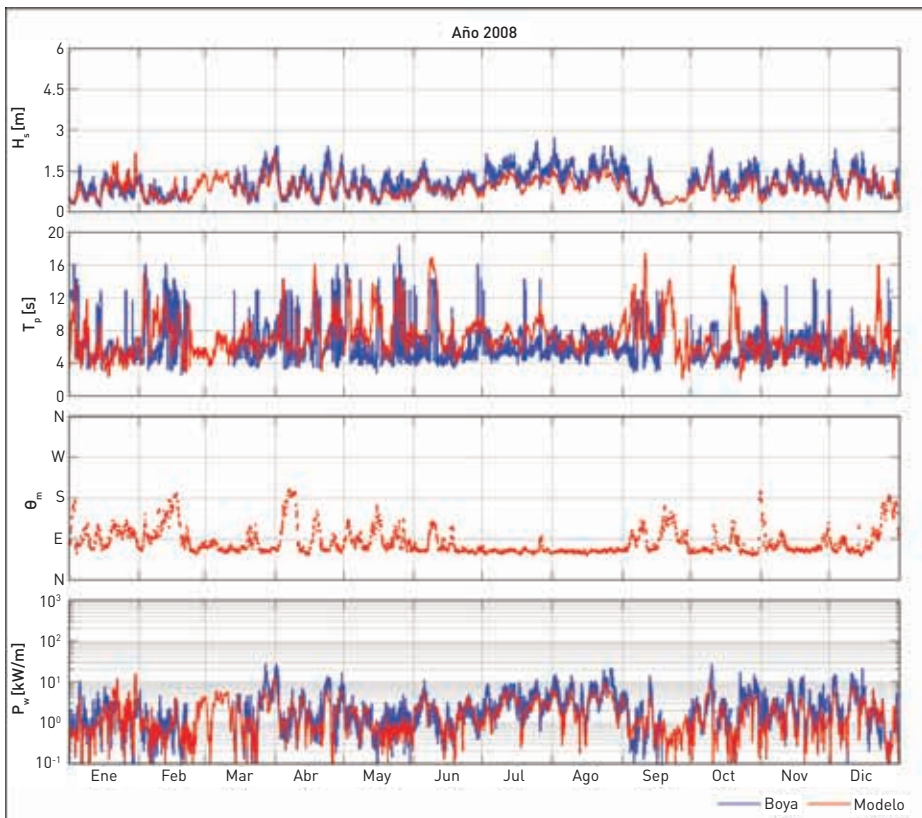 Año 2008
6
4.5
3
1.5
0
Hs [m]
20
16
12
8
4
0
Tp [s]
N
W
S
E
N
θm
10³
10²
10¹
10⁰
10⁻¹
Pw [kW/m]
Ene Feb Mar Abr May Jun Jul Ago Sep Oct Nov Dic
Boya Modelo